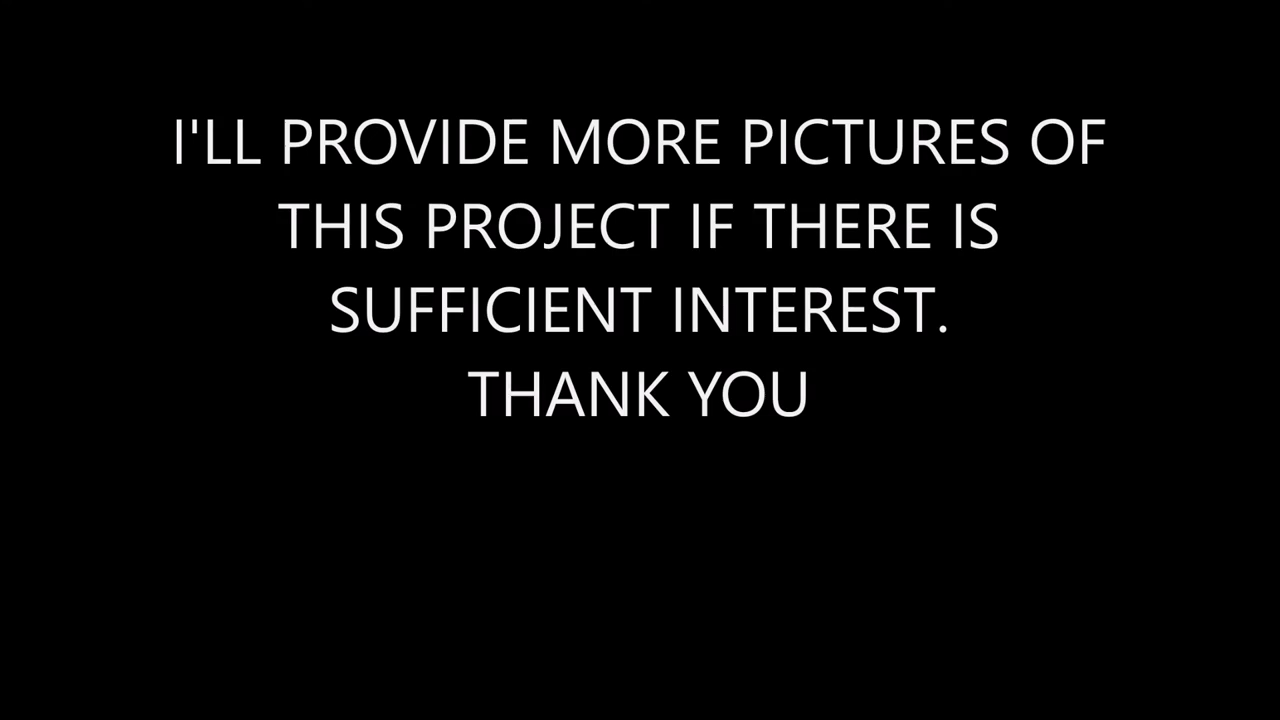 I'LL PROVIDE MORE PICTURES OF
THIS PROJECT IF THERE IS
SUFFICIENT INTEREST.
THANK YOU